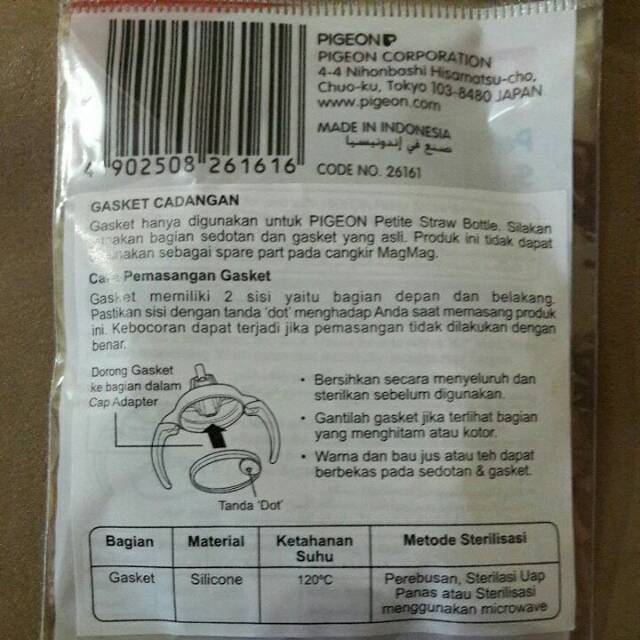 PIGEON
PIGEON CORPORATION
4-4 Nihonbashi Hisamatsu-cho,
Chuo-ku, Tokyo 103-8480 JAPAN
www.pigeon.com
MADE IN INDONESIA
صنع في إندونيسيا
4 902508 261616
CODE NO. 26161
GASKET CADANGAN
Gasket hanya digunakan untuk PIGEON Petite Straw Bottle. Silakan
bagian sedotan dan gasket yang asli. Produk ini tidak dapat
sebagai spare part pada cangkir MagMag.
Cara Pemasangan Gasket
Gasket memiliki 2 sisi yaitu bagian depan dan belakang.
Pastikan sisi dengan tanda 'dot' menghadap Anda saat memasang produk
ini. Kebocoran dapat terjadi jika pemasangan tidak dilakukan dengan
benar.
Dorong Gasket
ke bagian dalam
Cap Adapter
Tanda 'Dot'
• Bersihkan secara menyeluruh dan
sterilkan sebelum digunakan.
• Gantilah gasket jika terlihat bagian
yang menghitam atau kotor.
• Warna dan bau jus atau teh dapat
berbekas pada sedotan & gasket.
Bagian Material Ketahanan Suhu Metode Sterilisasi
Gasket Silicone 120ºC Perebusan, Sterilasi Uap
Panas atau Sterilisasi
menggunakan microwave